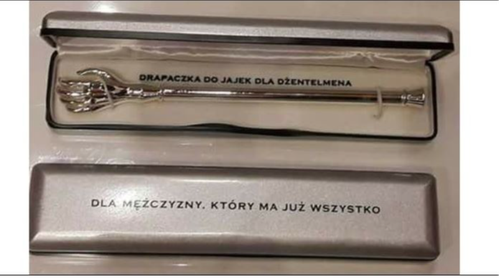 DRAPACZKA DO JAJEK DLA DŻENTELMENA
DLA MĘŻCZYZNY, KTÓRY MA JUŻ WSZYSTKO